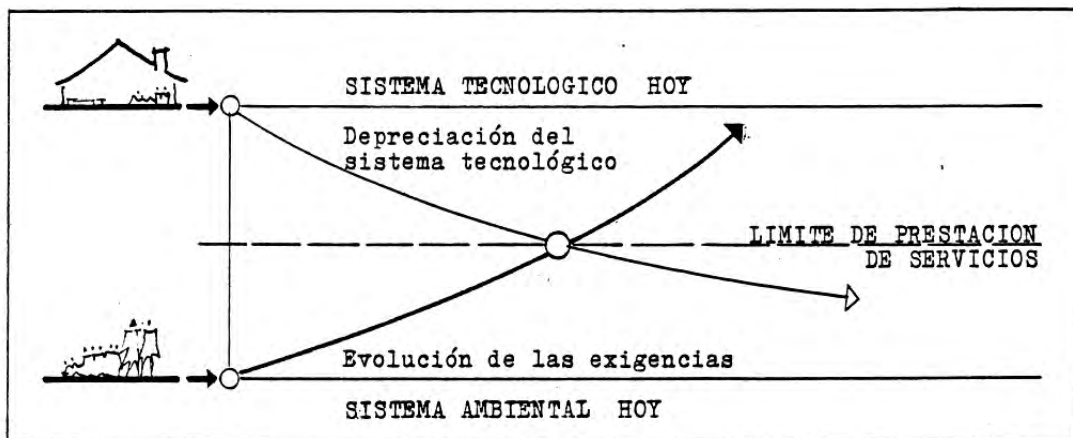 SISTEMA TECNOLOGICO HOY
Depreciación del
sistema tecnológico
LIMITE DE PRESTACION
DE SERVICIOS
Evolución de las exigencias
SISTEMA AMBIENTAL HOY